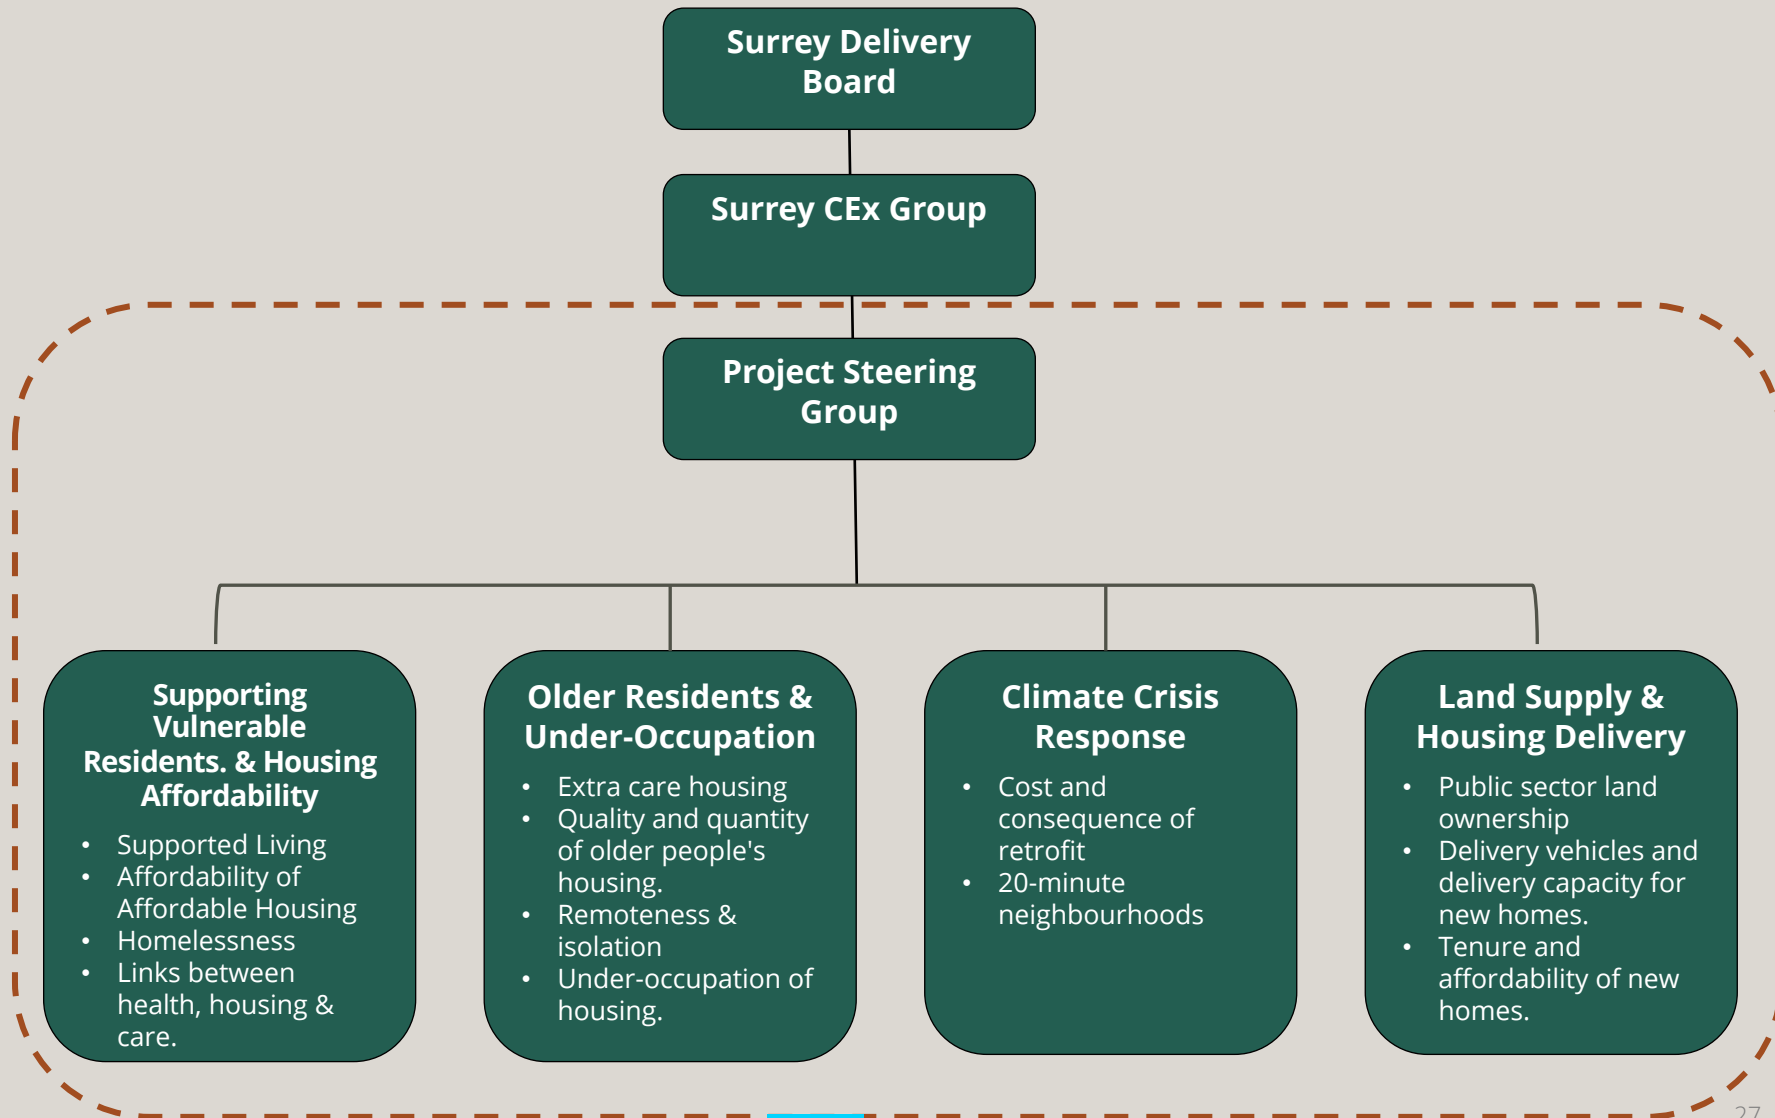 Surrey Delivery
Board
Surrey CEx Group
Project Steering
Group
Supporting
Vulnerable
Residents. & Housing
Affordability
• Supported Living
• Affordability of
Affordable Housing
• Homelessness
• Links between
health, housing &
care.
Older Residents &
Under-Occupation
• Extra care housing
• Quality and quantity
of older people's
housing.
• Remoteness &
isolation
• Under-occupation of
housing.
Climate Crisis
Response
• Cost and
consequence of
retrofit
• 20-minute
neighbourhoods
Land Supply &
Housing Delivery
• Public sector land
ownership
• Delivery vehicles and
delivery capacity for
new homes.
• Tenure and
affordability of new
homes.
27